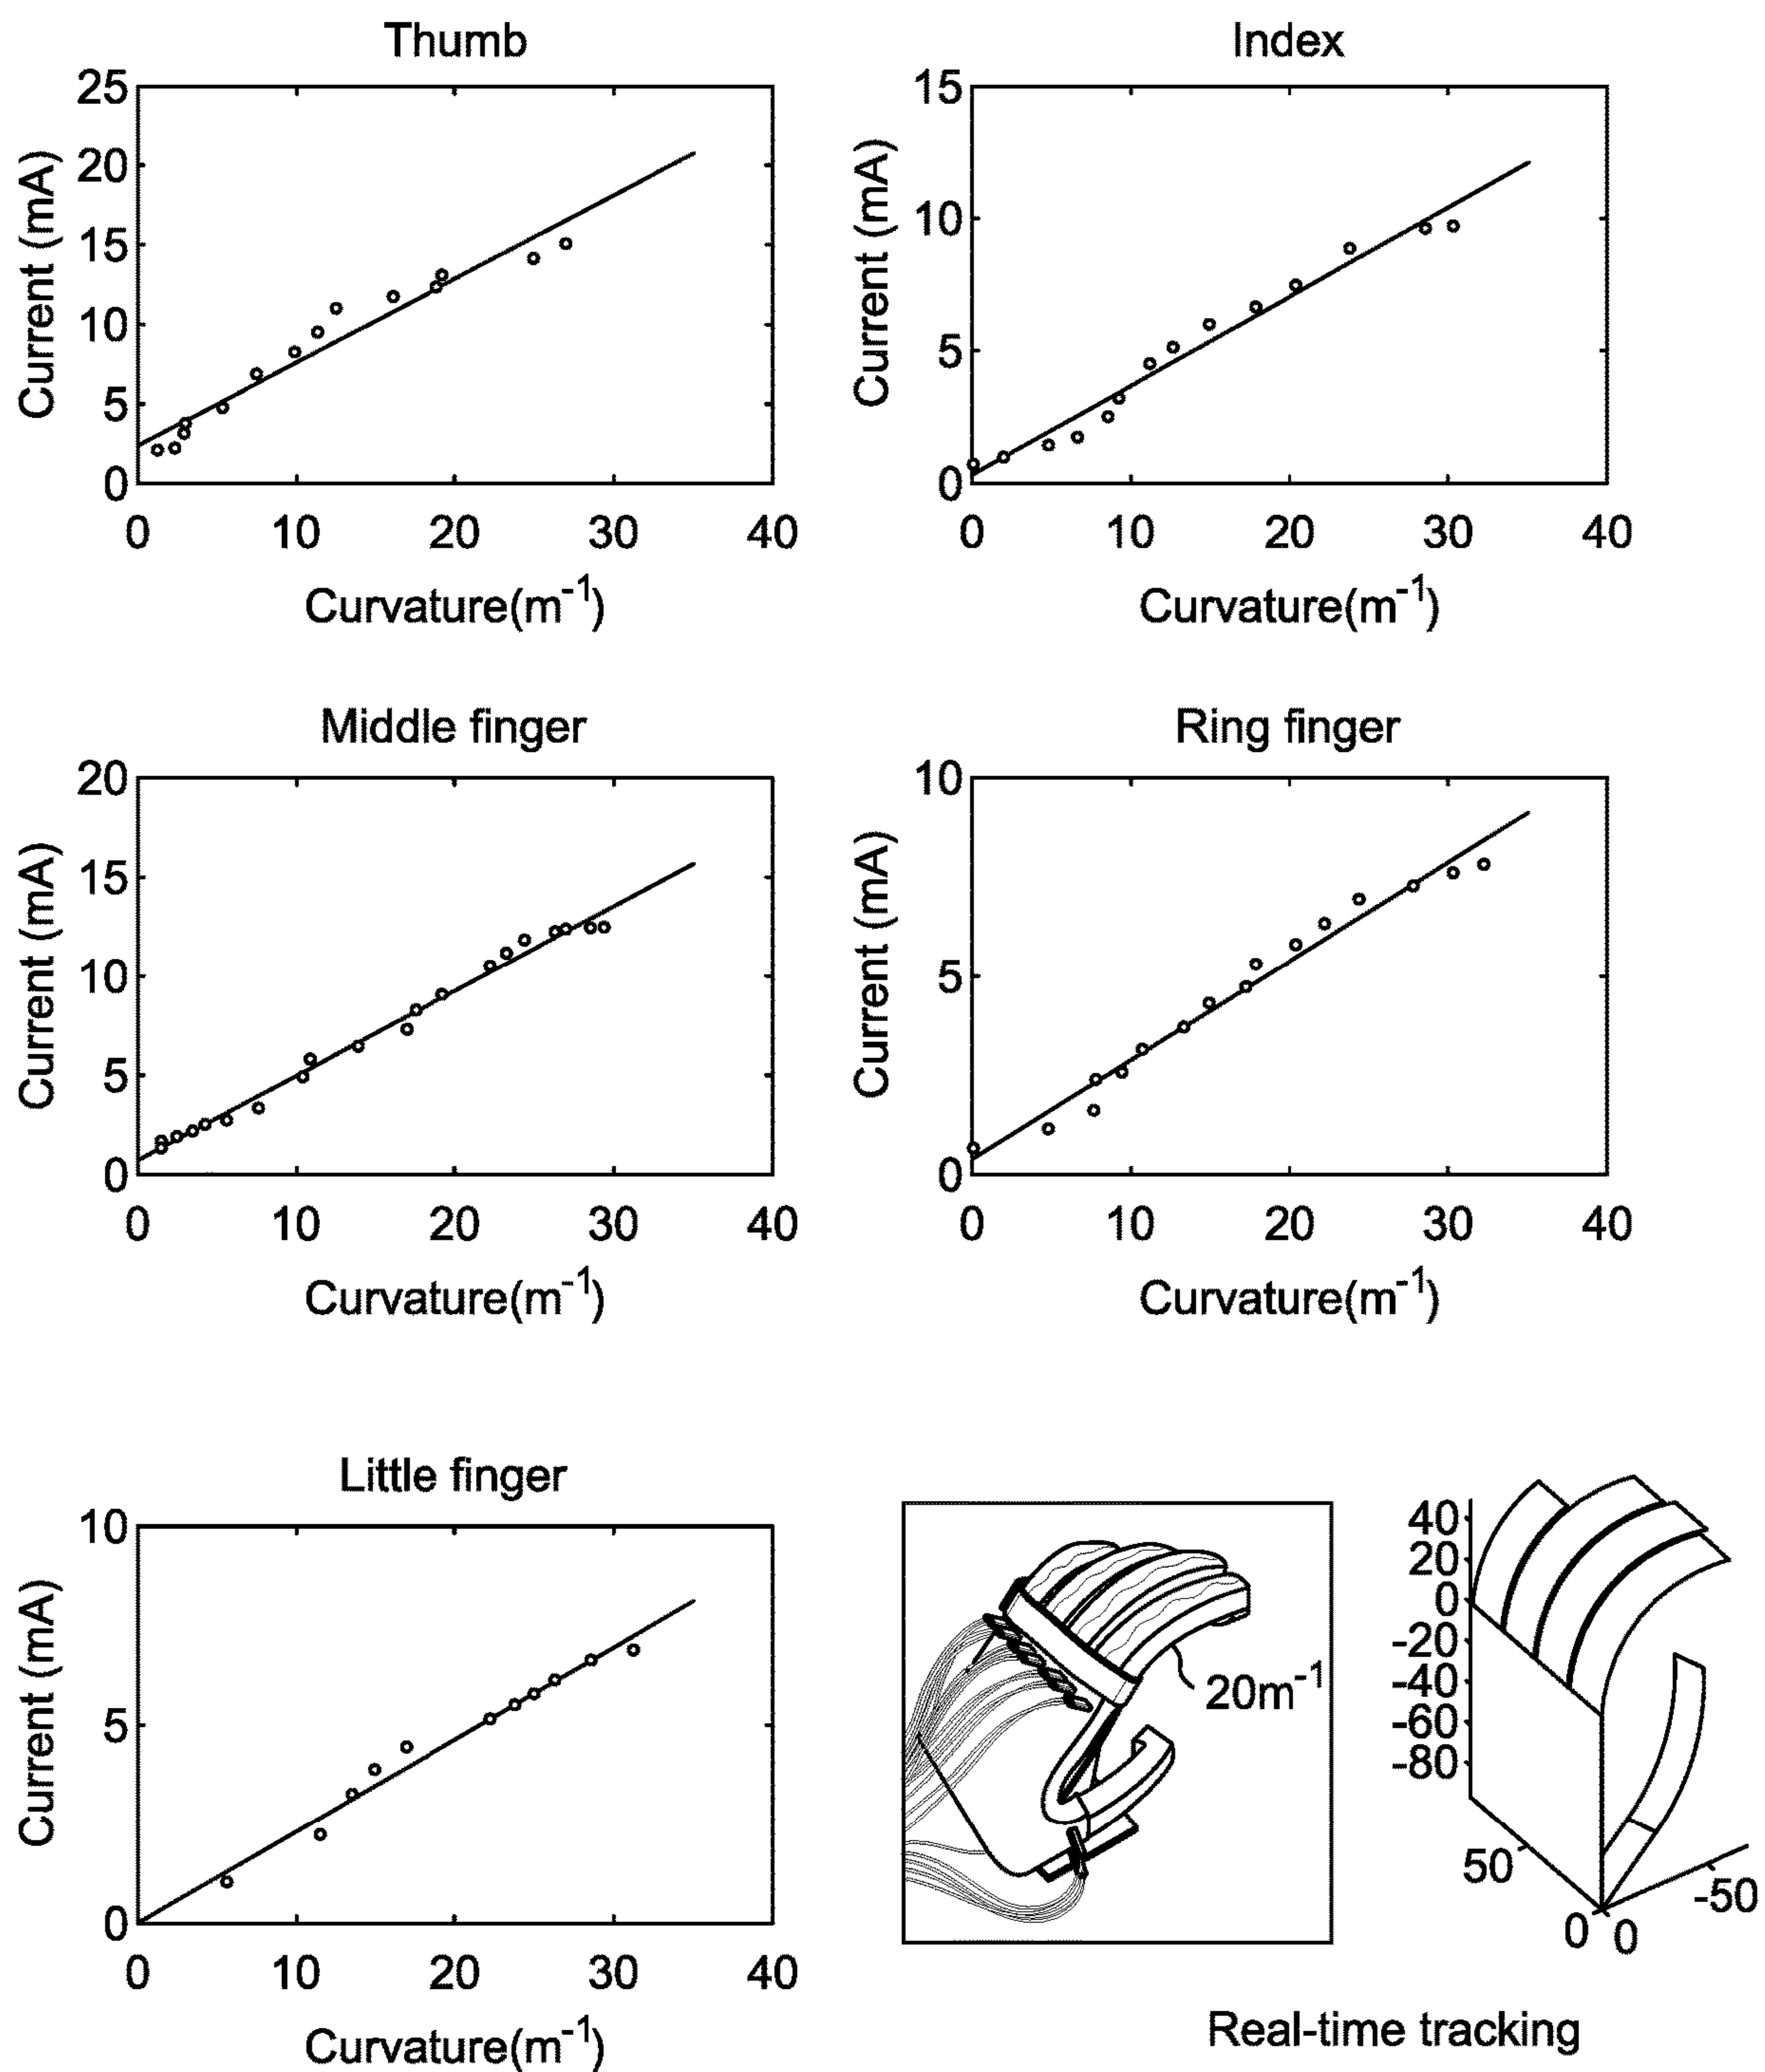 Thumb
25
20
15
10
5
0
Current (mA)
0 10 20 30 40
Curvature(m⁻¹)
Index
15
10
5
0
Current (mA)
0 10 20 30 40
Curvature(m⁻¹)
Middle finger
20
15
10
5
0
Current (mA)
0 10 20 30 40
Curvature(m⁻¹)
Ring finger
10
5
0
Current (mA)
0 10 20 30 40
Curvature(m⁻¹)
Little finger
10
5
0
Current (mA)
0 10 20 30 40
Curvature(m⁻¹)
20m⁻¹
40
20
0
-20
-40
-60
-80
50
0
0
-50
Real-time tracking